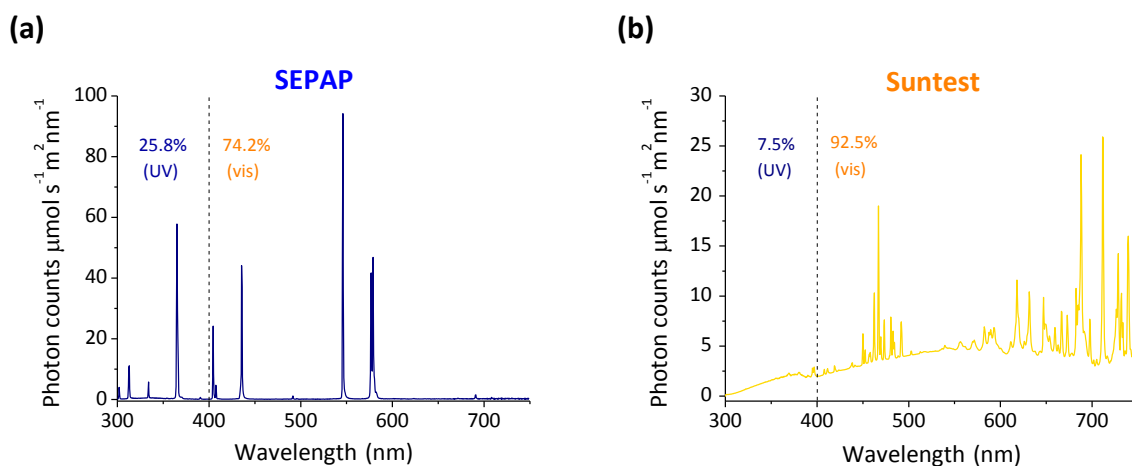 (a)
SEPAP
Photon counts µmol s⁻¹ m² nm⁻¹
100
80
60
40
20
0
25.8%
(UV)
74.2%
(vis)
300
400
500
600
700
Wavelength (nm)
(b)
Suntest
Photon counts µmol s⁻¹ m² nm⁻¹
30
25
20
15
10
5
0
7.5%
(UV)
92.5%
(vis)
300
400
500
600
700
Wavelength (nm)